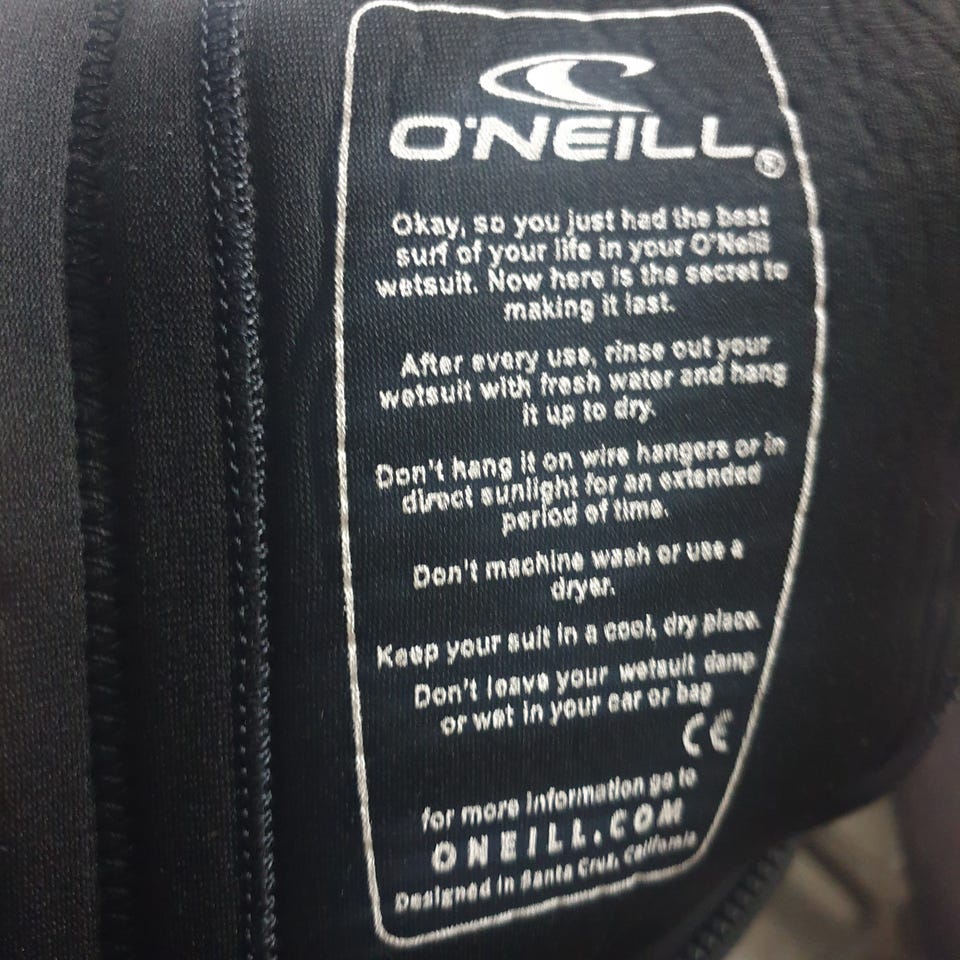 O'NEILL®
Okay, so you just had the best
surf of your life in your O'Neill
wetsuit. Now here is the secret to
making it last.
After every use, rinse out your
wetsuit with fresh water and hang
it up to dry.
Don't hang it on wire hangers or in
direct sunlight for an extended
period of time.
Don't machine wash or use a
dryer.
Keep your suit in a cool, dry place.
Don't leave your wetsuit damp
or wet in your car or bag
CE
for more information go to
ONEILL.COM
Designed in Santa Cruz, California